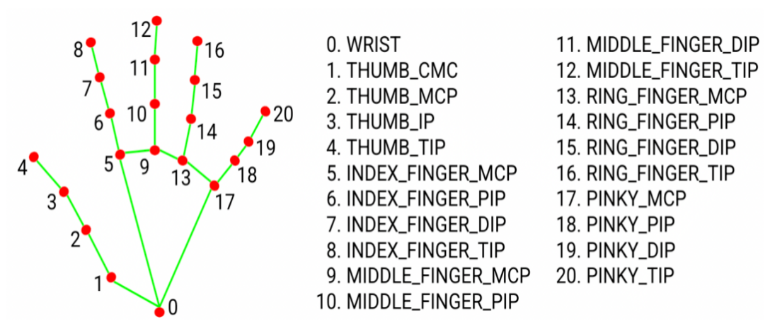 12
8
16
11
7
15
10
6
20
14
19
4
5
9
13
18
3
17
2
1
0
0. WRIST
1. THUMB_CMC
2. THUMB_MCP
3. THUMB_IP
4. THUMB_TIP
5. INDEX_FINGER_MCP
6. INDEX_FINGER_PIP
7. INDEX_FINGER_DIP
8. INDEX_FINGER_TIP
9. MIDDLE_FINGER_MCP
10. MIDDLE_FINGER_PIP
11. MIDDLE_FINGER_DIP
12. MIDDLE_FINGER_TIP
13. RING_FINGER_MCP
14. RING_FINGER_PIP
15. RING_FINGER_DIP
16. RING_FINGER_TIP
17. PINKY_MCP
18. PINKY_PIP
19. PINKY_DIP
20. PINKY_TIP